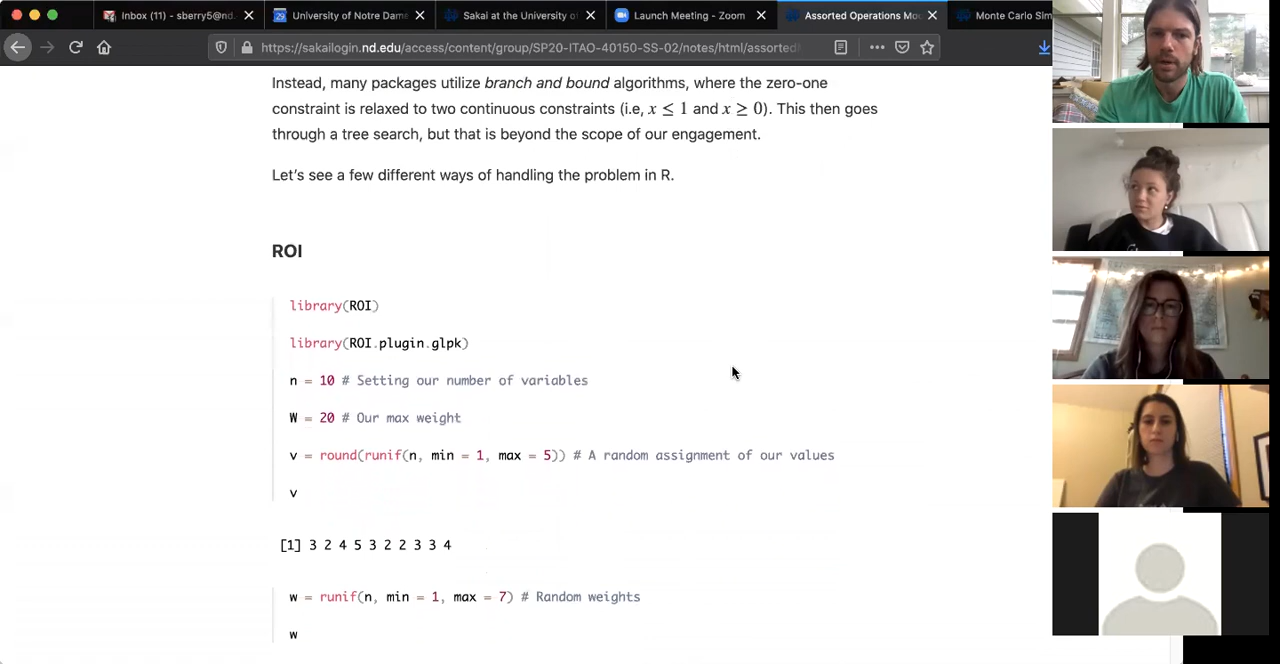 Inbox (11) - sberry5@nd.
University of Notre Dame
Sakai at the University of
Launch Meeting - Zoom
Assorted Operations Mo
Monte Carlo Sim
https://sakailogin.nd.edu/access/content/group/SP20-ITAO-40150-SS-02/notes/html/assorted
Instead, many packages utilize branch and bound algorithms, where the zero-one
constraint is relaxed to two continuous constraints (i.e, x ≤ 1 and x ≥ 0). This then goes
through a tree search, but that is beyond the scope of our engagement.
Let's see a few different ways of handling the problem in R.
ROI
library(ROI)
library(ROI.plugin.glpk)
n = 10 # Setting our number of variables
W = 20 # Our max weight
v = round(runif(n, min = 1, max = 5)) # A random assignment of our values
v
[1] 3 2 4 5 3 2 2 3 3 4
w = runif(n, min = 1, max = 7) # Random weights
w